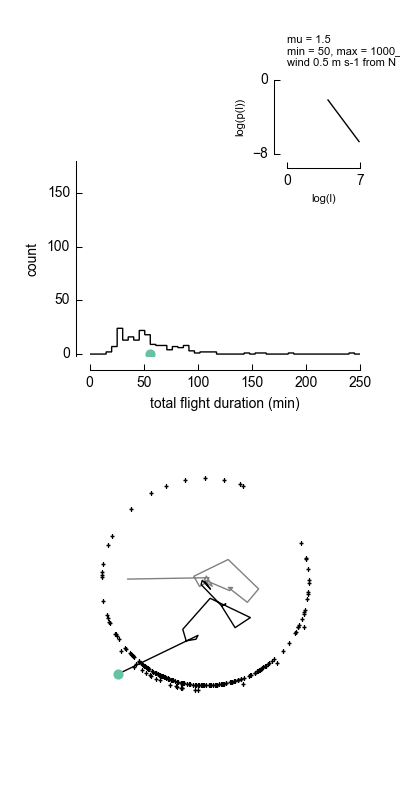 mu = 1.5
min = 50, max = 1000_
wind 0.5 m s-1 from N
0
log(p(l))
−8
0 7
log(l)
150
count
100
50
0
0 50 100 150 200 250
total flight duration (min)